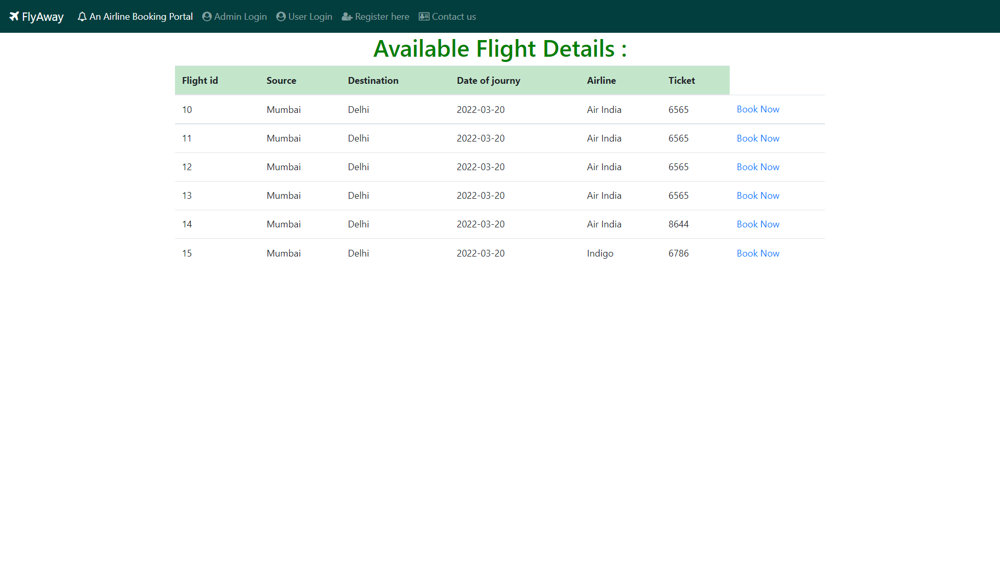 FlyAway An Airline Booking Portal Admin Login User Login Register here Contact us
Available Flight Details :
Flight id Source Destination Date of journy Airline Ticket
10 Mumbai Delhi 2022-03-20 Air India 6565 Book Now
11 Mumbai Delhi 2022-03-20 Air India 6565 Book Now
12 Mumbai Delhi 2022-03-20 Air India 6565 Book Now
13 Mumbai Delhi 2022-03-20 Air India 6565 Book Now
14 Mumbai Delhi 2022-03-20 Air India 8644 Book Now
15 Mumbai Delhi 2022-03-20 Indigo 6786 Book Now